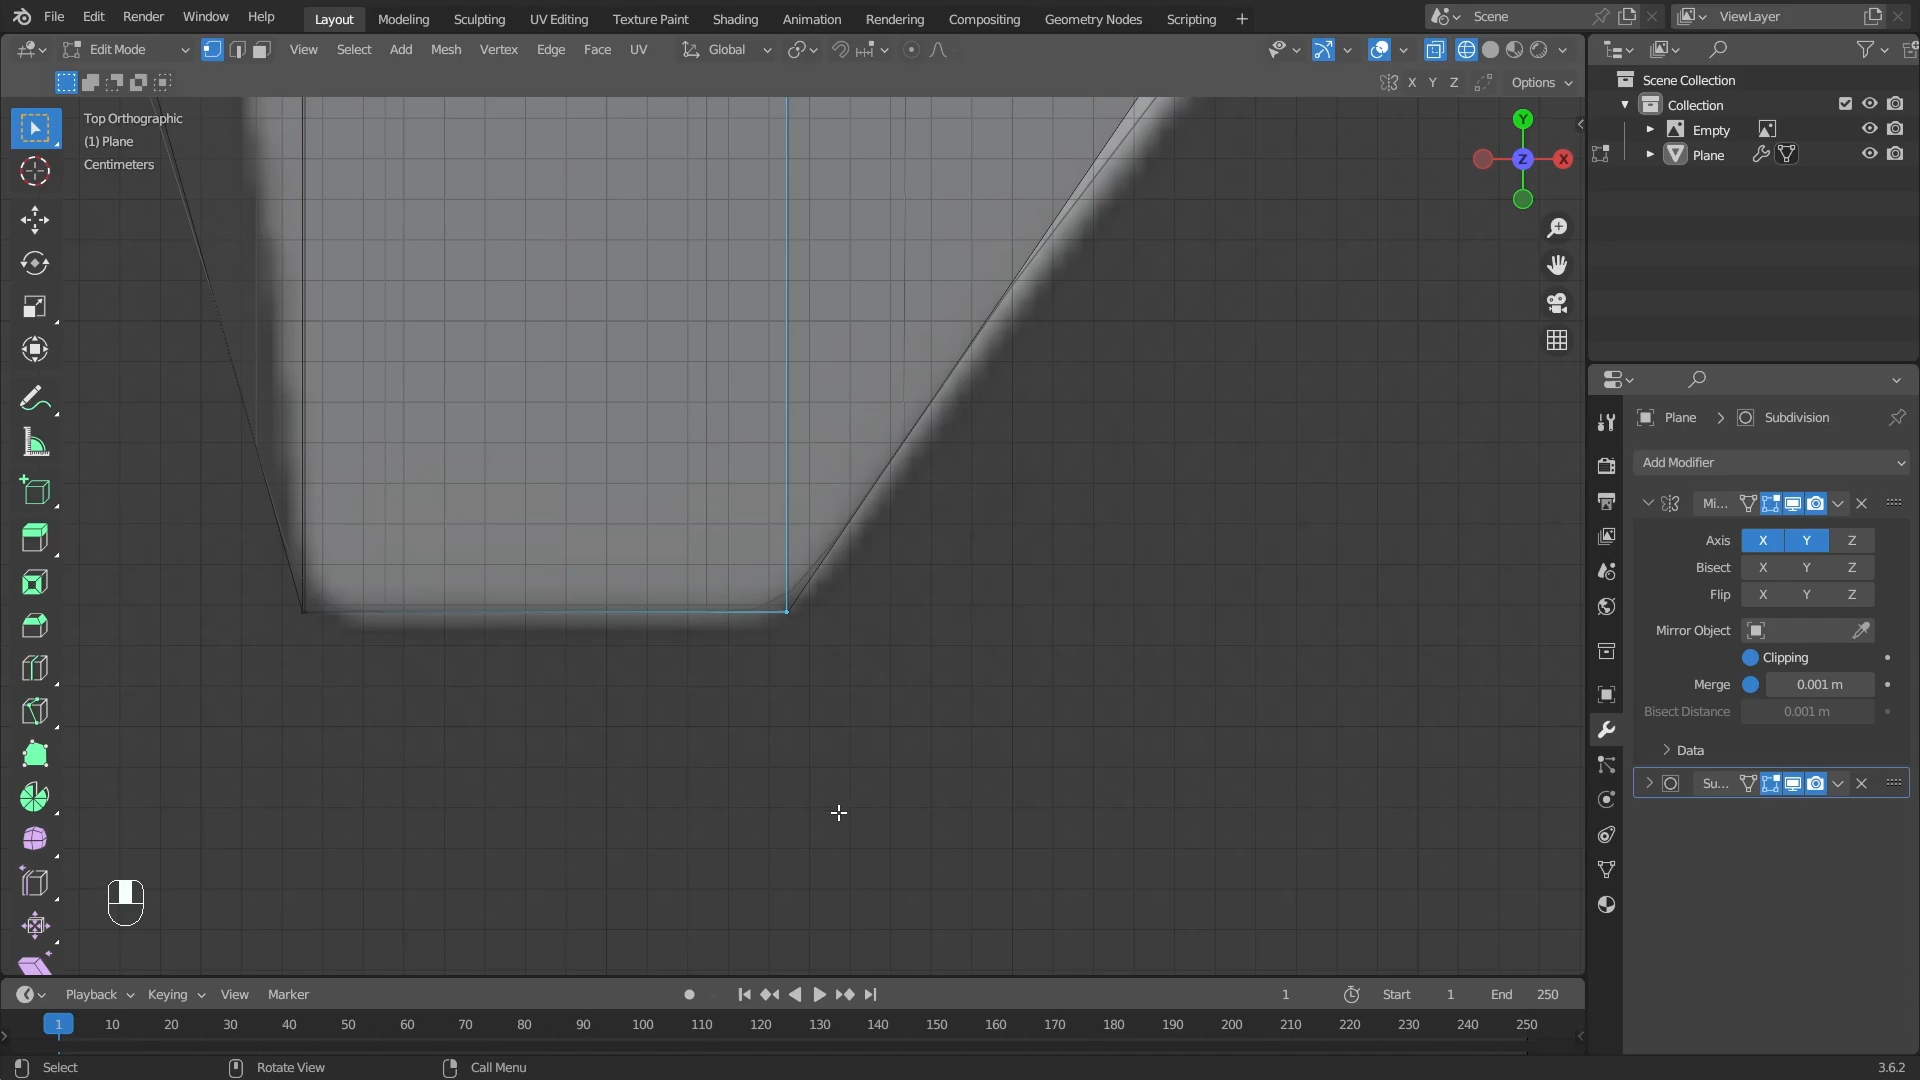 File Edit Render Window Help Layout Modeling Sculpting UV Editing Texture Paint Shading Animation Rendering Compositing Geometry Nodes Scripting + Scene ViewLayer
Edit Mode View Select Add Mesh Vertex Edge Face UV Global
X Y Z Options
Top Orthographic
(1) Plane
Centimeters
Y
Z X
Scene Collection
Collection
Empty
Plane
Plane > Subdivision
Add Modifier
Mi...
Axis X Y Z
Bisect X Y Z
Flip X Y Z
Mirror Object
Clipping
Merge 0.001 m
Bisect Distance 0.001 m
Data
Su...
Playback Keying View Marker 1 Start 1 End 250
1 10 20 30 40 50 60 70 80 90 100 110 120 130 140 150 160 170 180 190 200 210 220 230 240 250
Select Rotate View Call Menu 3.6.2